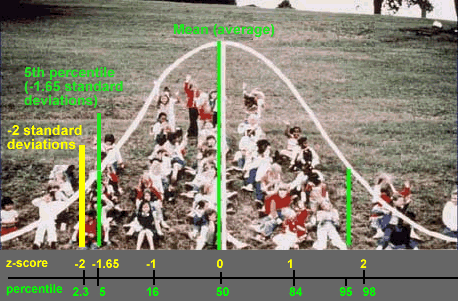 Mean (average)
5th percentile
(-1.65 standard
deviations)
-2 standard
deviations
z-score -2 -1.65 -1 0 1 2
percentile 2.3 5 16 50 84 95 98